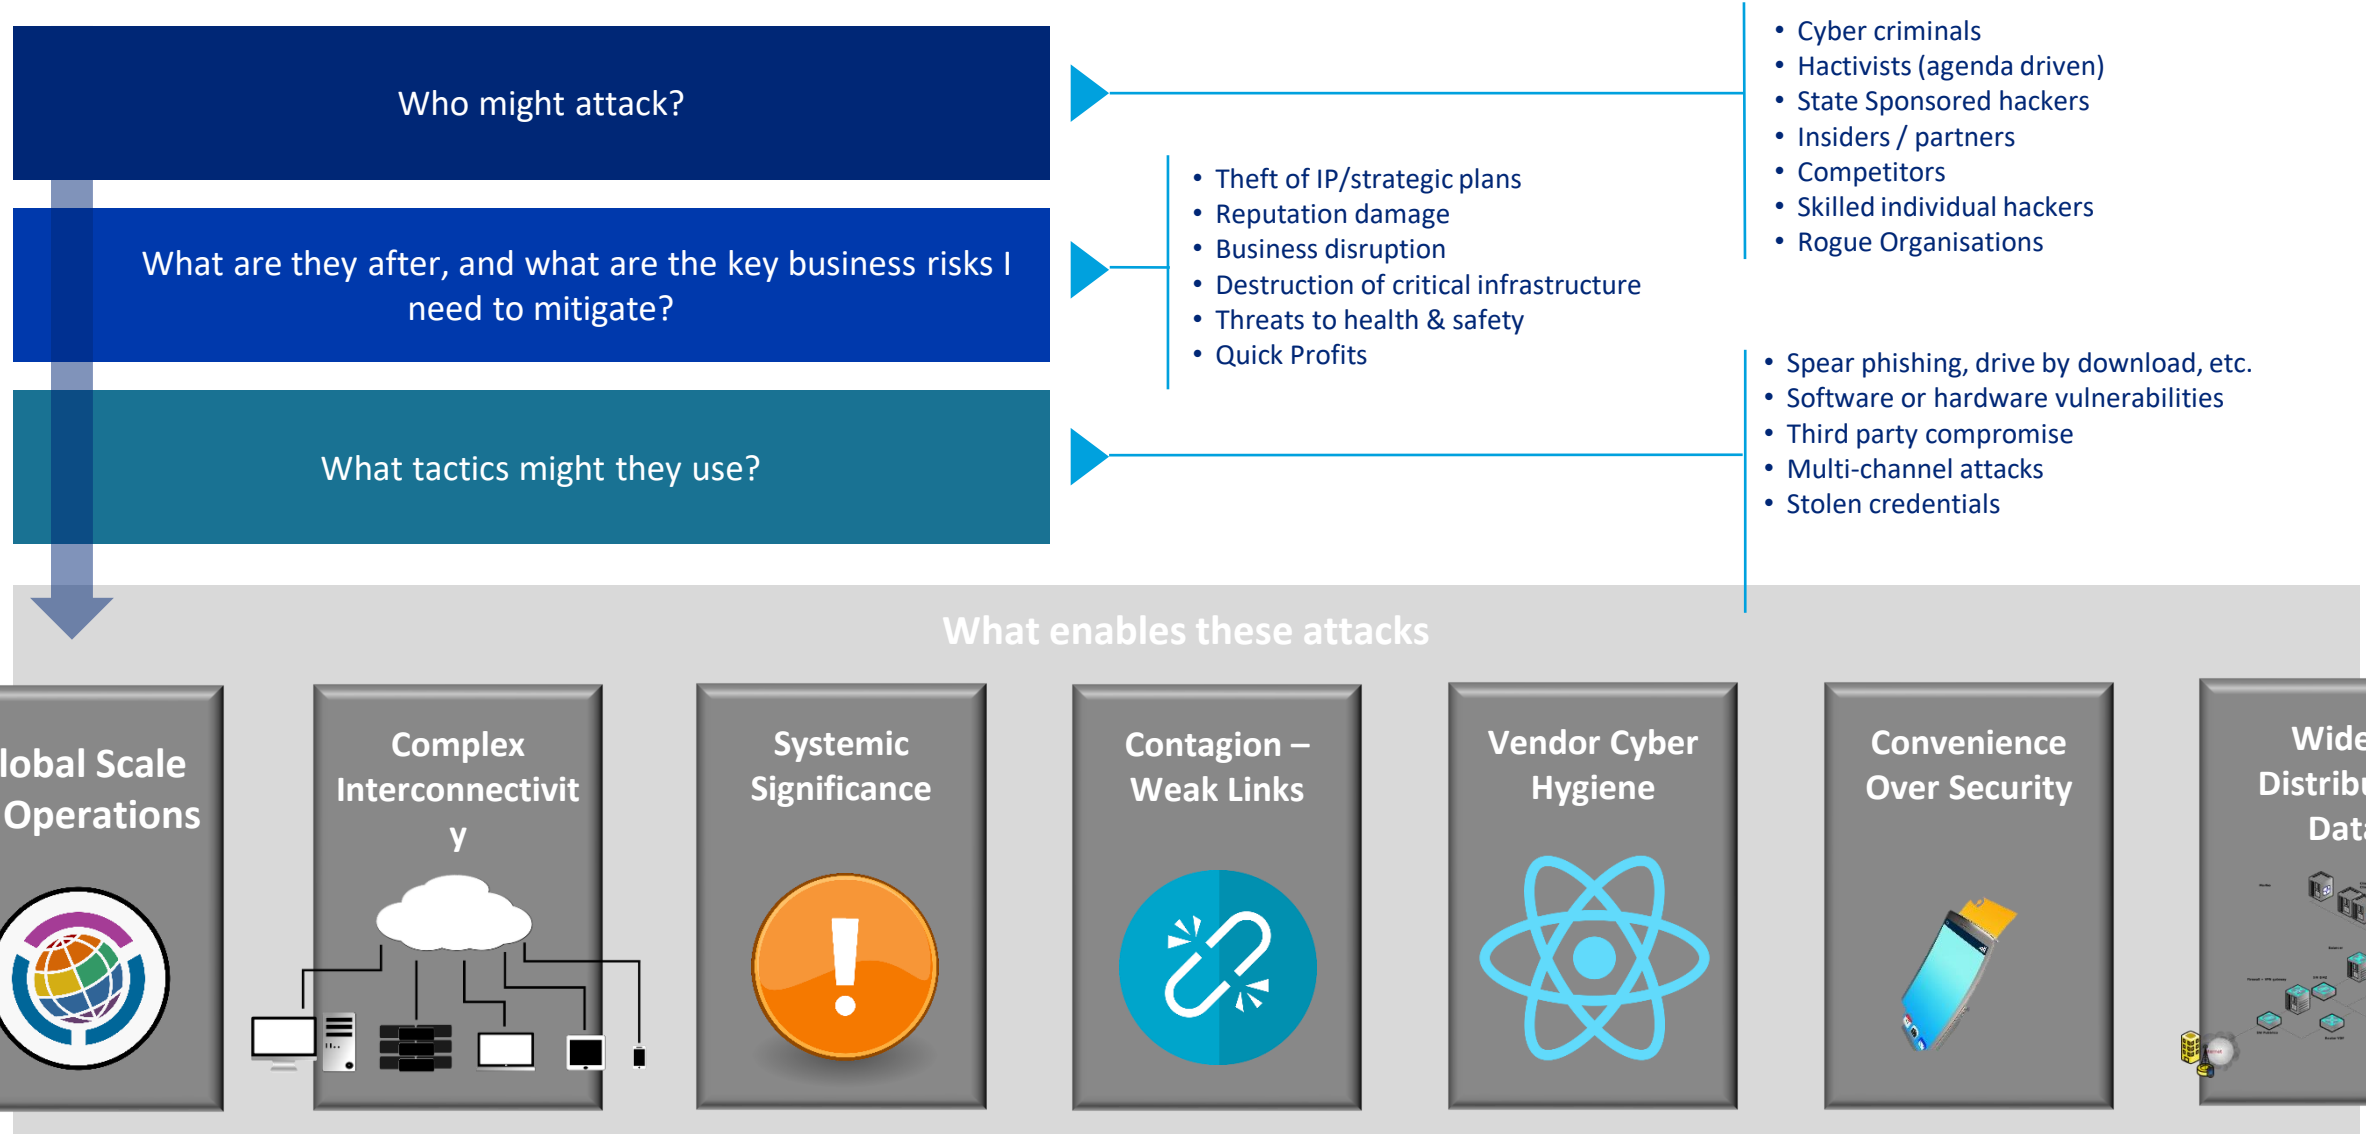 Who might attack?
• Cyber criminals
• Hactivists (agenda driven)
• State Sponsored hackers
• Insiders / partners
• Competitors
• Skilled individual hackers
• Rogue Organisations
What are they after, and what are the key business risks I
need to mitigate?
• Theft of IP/strategic plans
• Reputation damage
• Business disruption
• Destruction of critical infrastructure
• Threats to health & safety
• Quick Profits
What tactics might they use?
• Spear phishing, drive by download, etc.
• Software or hardware vulnerabilities
• Third party compromise
• Multi-channel attacks
• Stolen credentials
What enables these attacks
lobal Scale
Operations
Complex
Interconnectivit
y
Systemic
Significance
Contagion –
Weak Links
Vendor Cyber
Hygiene
Convenience
Over Security
Wide
Distribu
Data